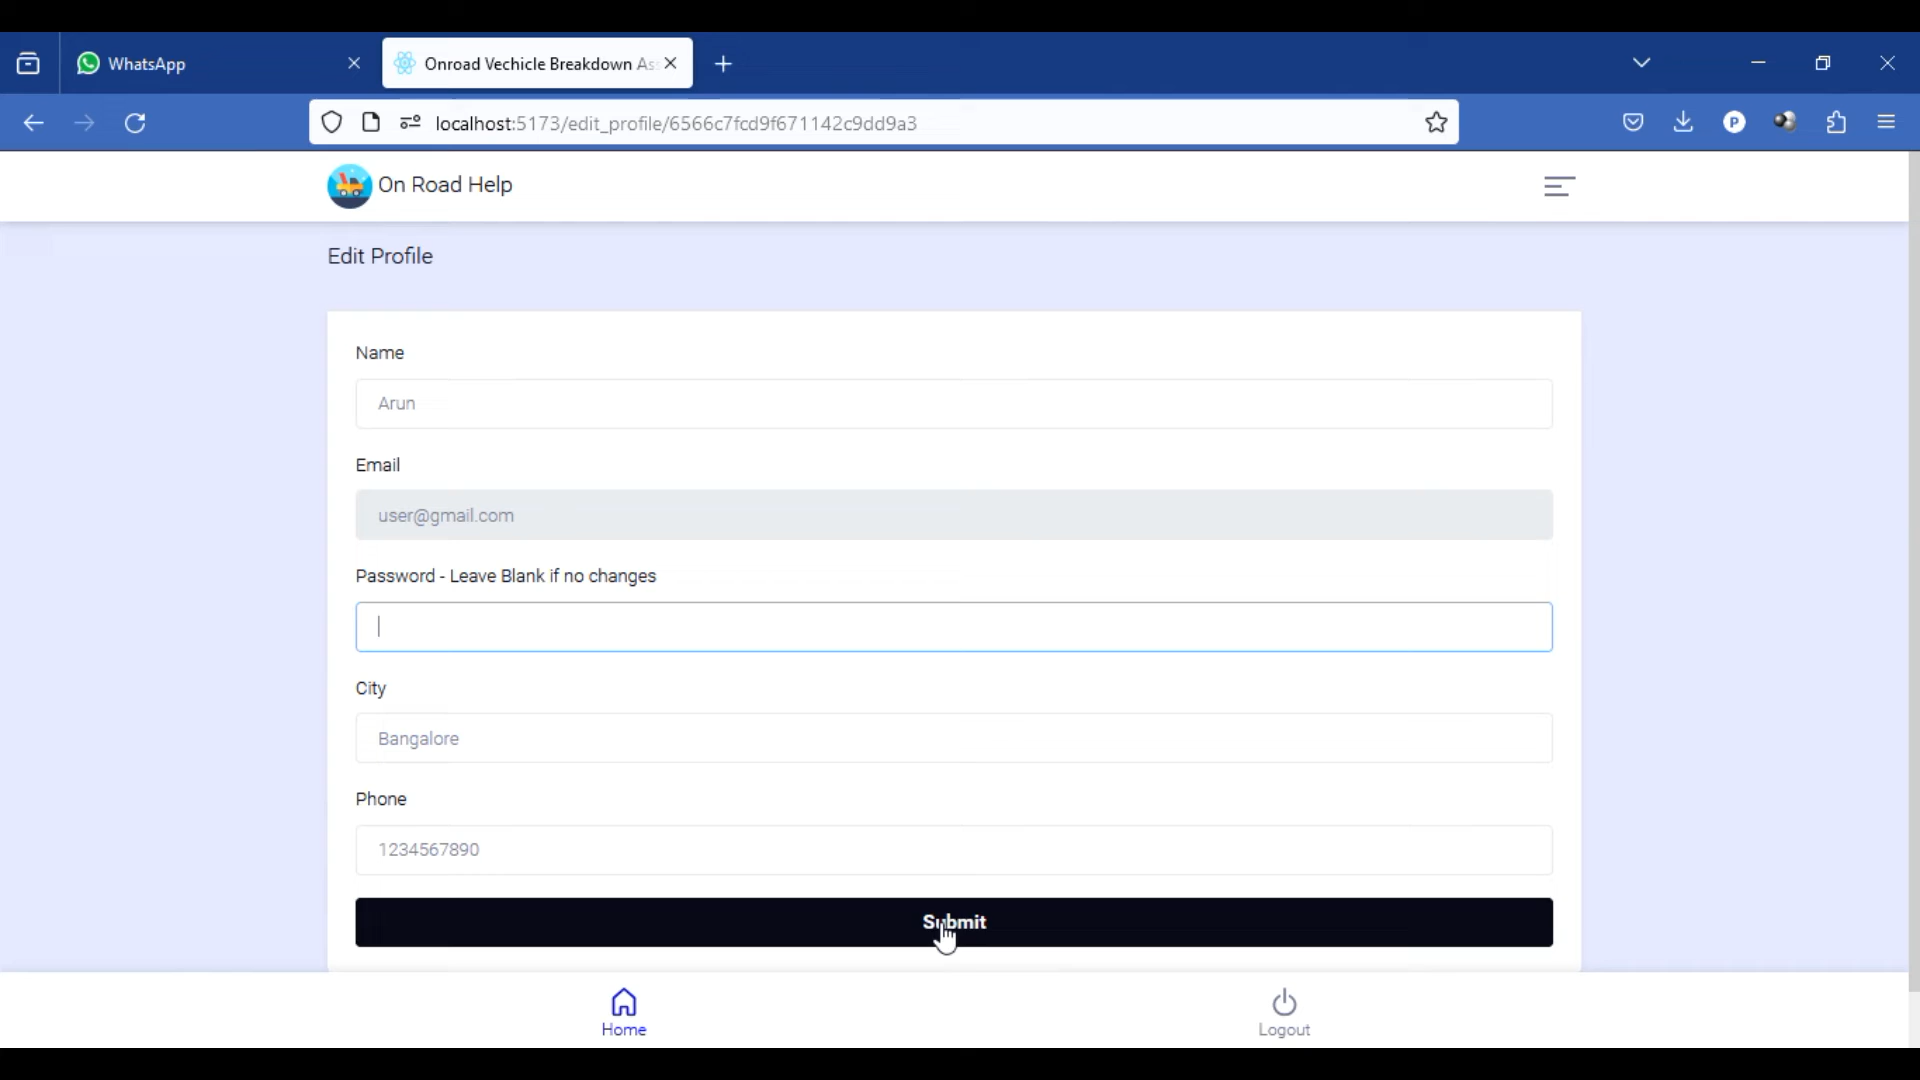 WhatsApp
Onroad Vechicle Breakdown As
localhost:5173/edit_profile/6566c7fcd9f671142c9dd9a3
P
On Road Help
Edit Profile
Name
Arun
Email
user@gmail.com
Password - Leave Blank if no changes
City
Bangalore
Phone
1234567890
Submit
Home
Logout